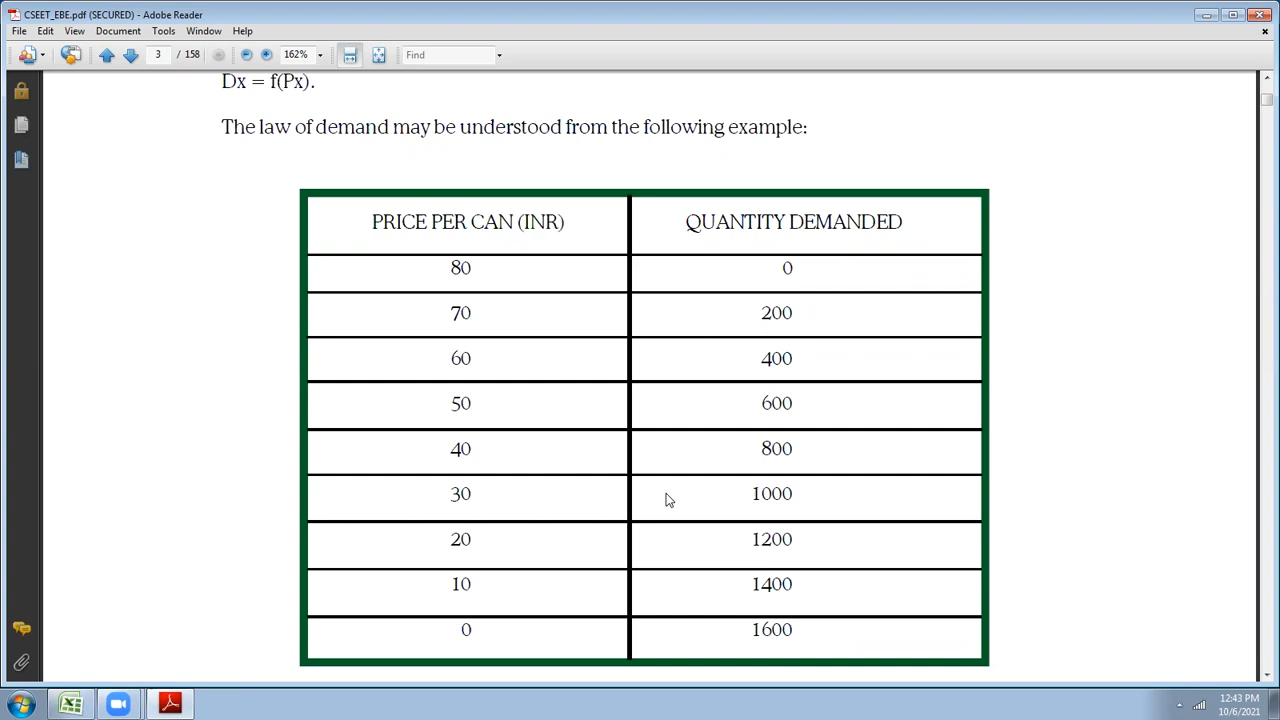 CSEET_EBE.pdf (SECURED) - Adobe Reader
File Edit View Document Tools Window Help
3 / 158 162% Find
Dx = f(Px).
The law of demand may be understood from the following example:
PRICE PER CAN (INR) QUANTITY DEMANDED
80 0
70 200
60 400
50 600
40 800
30 1000
20 1200
10 1400
0 1600
12:43 PM
10/6/2021